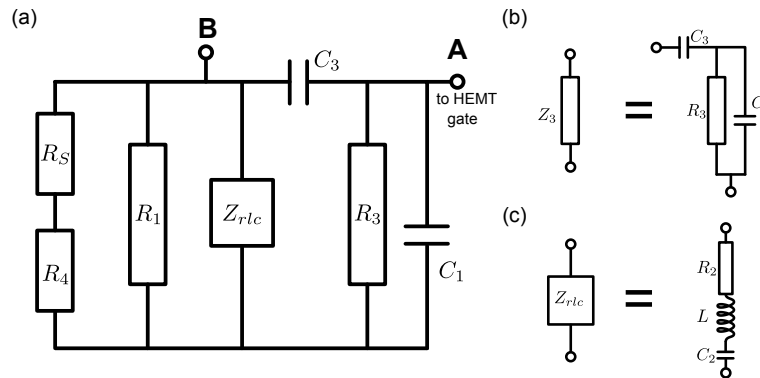 (a)
B
A
C3
to HEMT
gate
RS
R4
R1
Zrlc
R3
C1
(b)
Z3
=
C3
R3
C
(c)
Zrlc
=
R2
L
C2